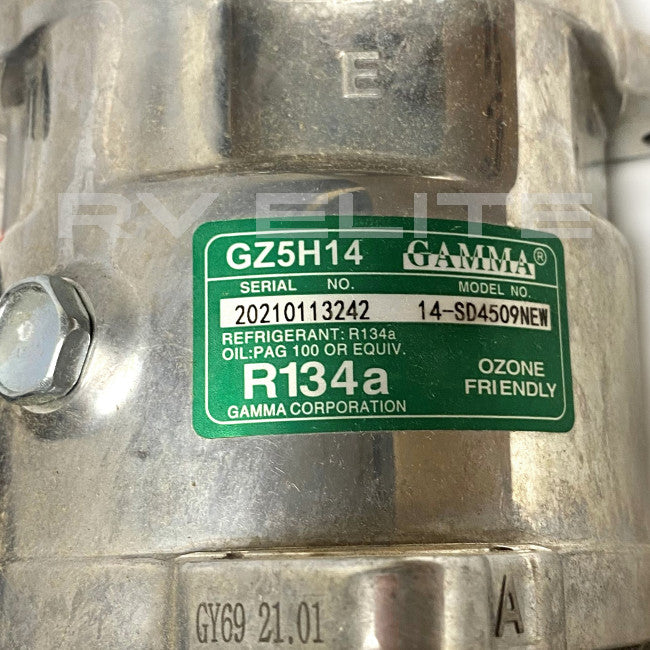 E
RV ELITE
GZ5H14 GAMMA®
SERIAL NO. MODEL NO.
20210113242 14-SD4509NEW
REFRIGERANT: R134a
OIL:PAG 100 OR EQUIV.
R134a OZONE FRIENDLY
GAMMA CORPORATION
GY69 21.01 A